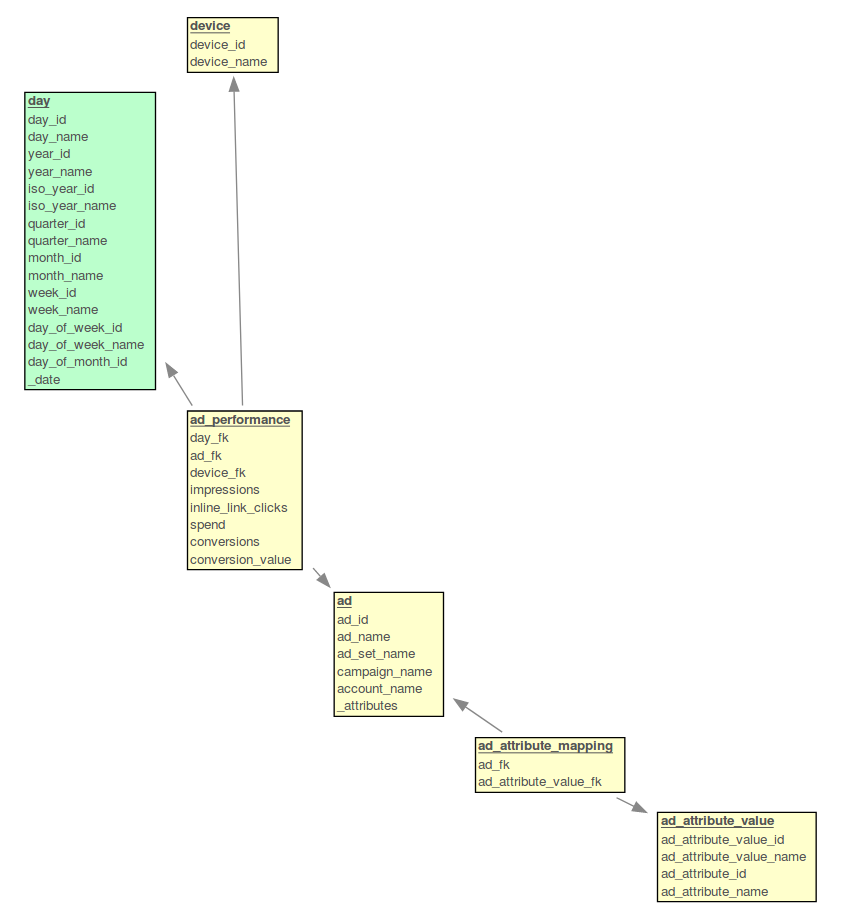 device
device_id
device_name
day
day_id
day_name
year_id
year_name
iso_year_id
iso_year_name
quarter_id
quarter_name
month_id
month_name
week_id
week_name
day_of_week_id
day_of_week_name
day_of_month_id
_date
ad_performance
day_fk
ad_fk
device_fk
impressions
inline_link_clicks
spend
conversions
conversion_value
ad
ad_id
ad_name
ad_set_name
campaign_name
account_name
_attributes
ad_attribute_mapping
ad_fk
ad_attribute_value_fk
ad_attribute_value
ad_attribute_value_id
ad_attribute_value_name
ad_attribute_id
ad_attribute_name